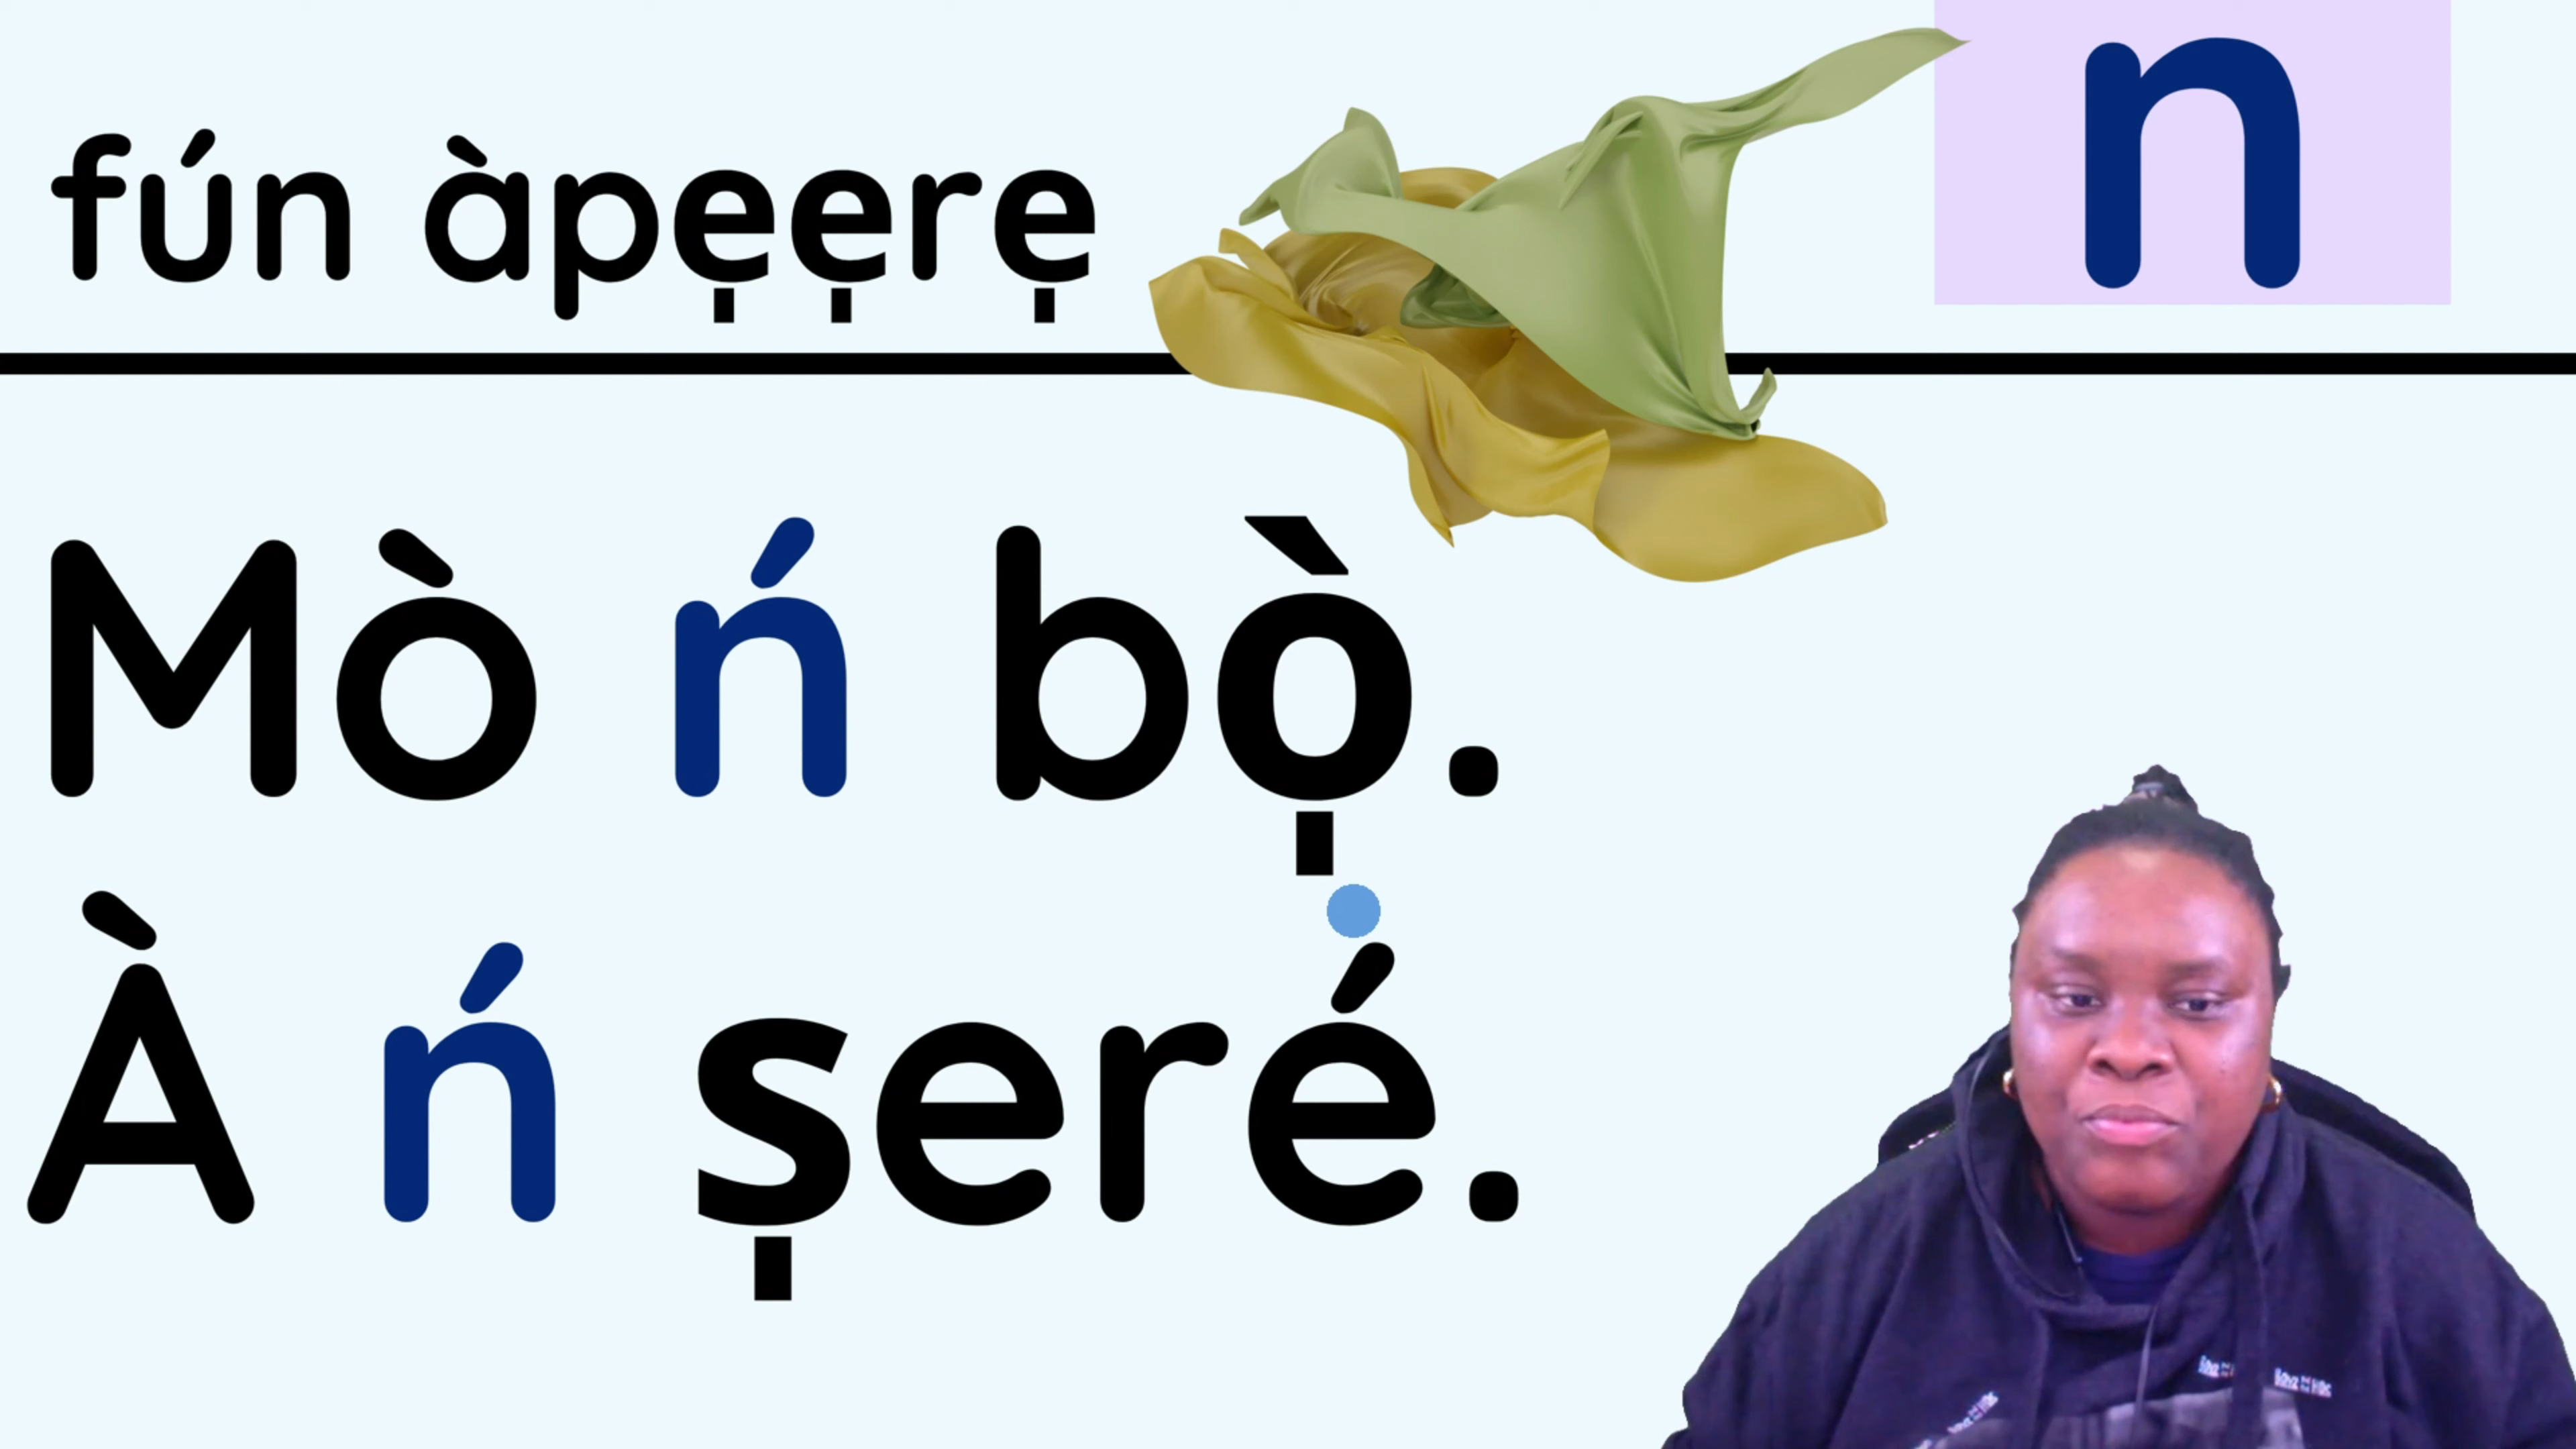 fún àpẹẹrẹ
n
Mò ń bọ̀.
À ń ṣeré.